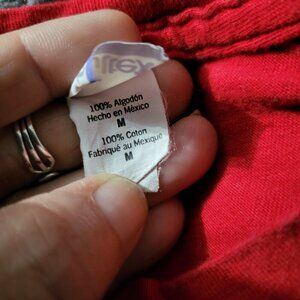 100% Algodón
Hecho en México
M
100% Coton
Fabriqué au Mexique
M